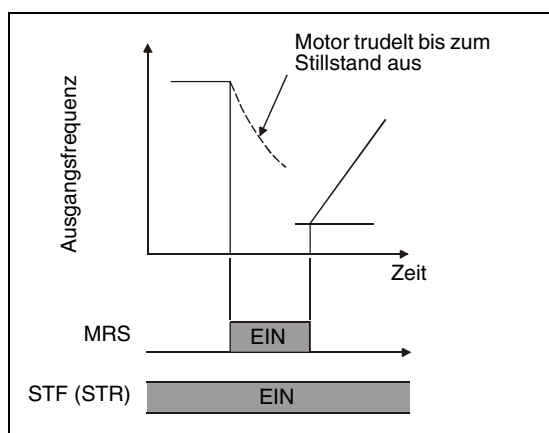 Motor trudelt bis zum
Stillstand aus
Ausgangsfrequenz
Zeit
MRS
EIN
STF (STR)
EIN